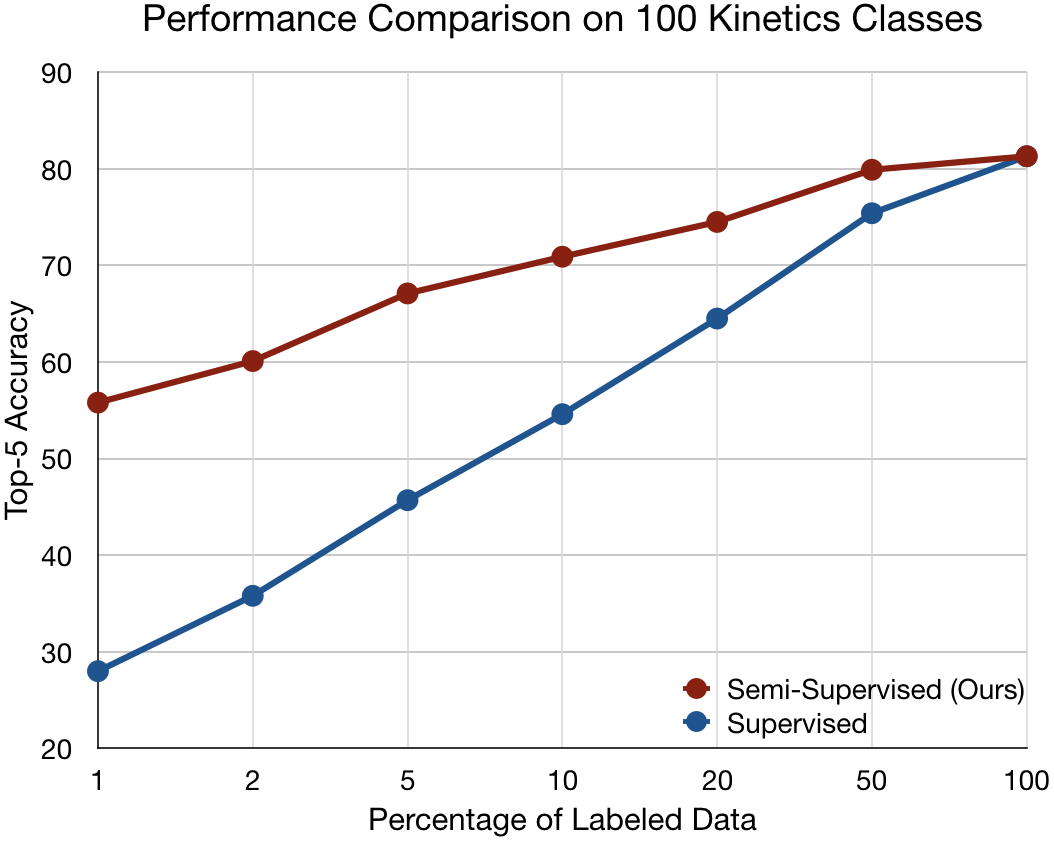 Performance Comparison on 100 Kinetics Classes
90
80
70
60
50
40
30
20
Top-5 Accuracy
Semi-Supervised (Ours)
Supervised
1 2 5 10 20 50 100
Percentage of Labeled Data